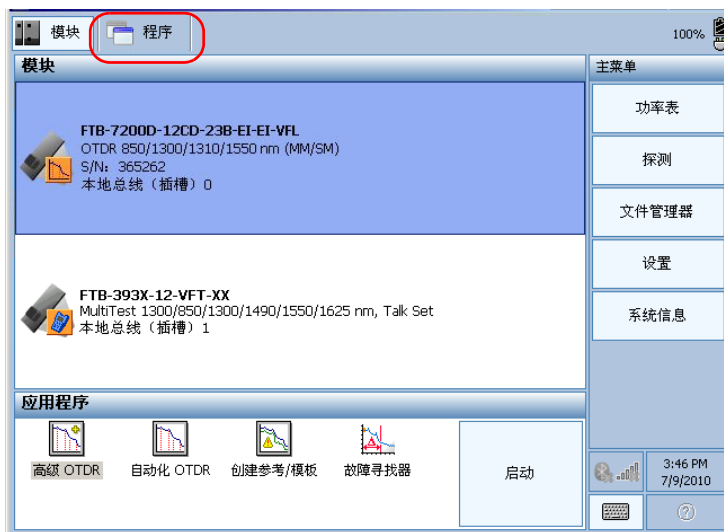 模块 程序 100%
模块
FTB-7200D-12CD-23B-EI-EI-VFL
OTDR 850/1300/1310/1550 nm (MM/SM)
S/N: 365262
本地总线（插槽）0
FTB-393X-12-VFT-XX
MultiTest 1300/850/1300/1490/1550/1625 nm, Talk Set
本地总线（插槽）1
应用程序
高级 OTDR 自动化 OTDR 创建参考/模板 故障寻找器 启动
主菜单
功率表
探测
文件管理器
设置
系统信息
3:46 PM
7/9/2010